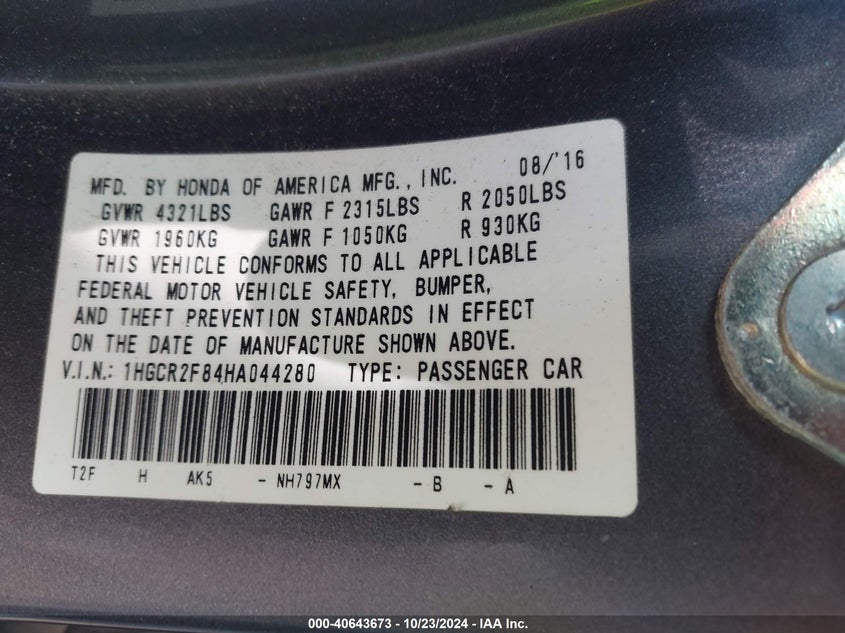 MFD. BY HONDA OF AMERICA MFG., INC. 08/'16
GVWR 4321LBS GAWR F 2315LBS R 2050LBS
GVWR 1960KG GAWR F 1050KG R 930KG
THIS VEHICLE CONFORMS TO ALL APPLICABLE
FEDERAL MOTOR VEHICLE SAFETY, BUMPER,
AND THEFT PREVENTION STANDARDS IN EFFECT
ON THE DATE OF MANUFACTURE SHOWN ABOVE.
V.I.N.: 1HGCR2F84HA044280 TYPE: PASSENGER CAR
T2F H AK5 - NH797MX - B - A
000-40643673 - 10/23/2024 - IAA Inc.